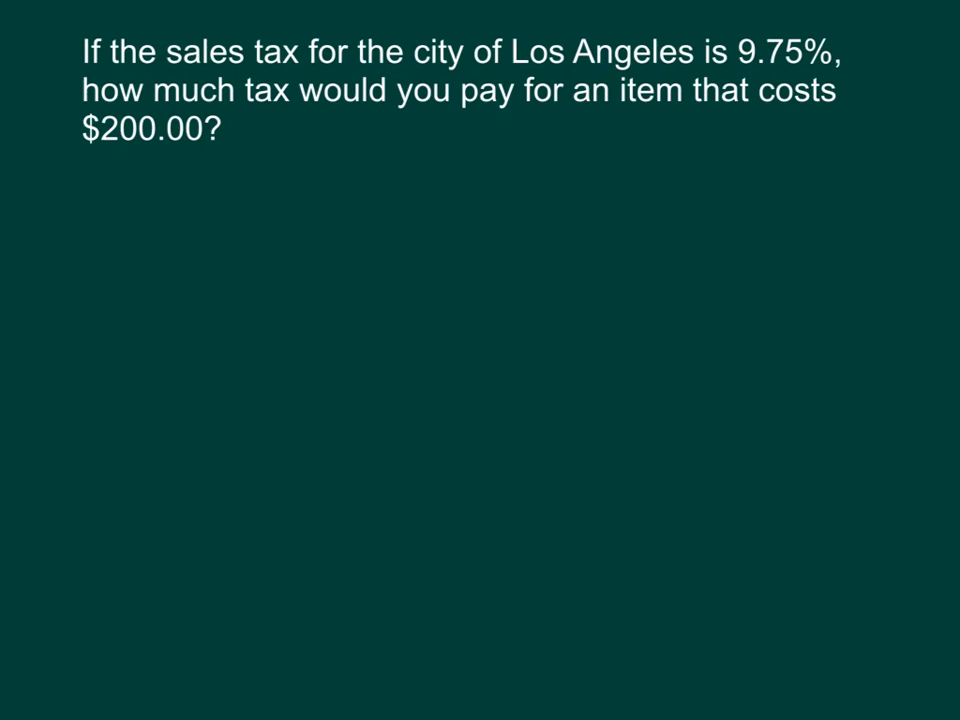 If the sales tax for the city of Los Angeles is 9.75%,
how much tax would you pay for an item that costs
$200.00?